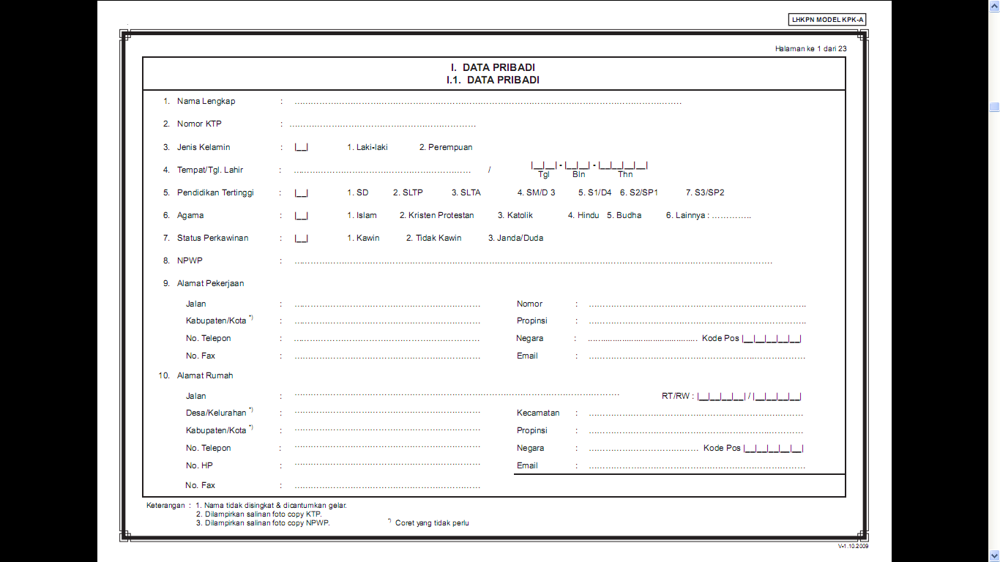 LHKPN MODEL KPK-A
Halaman ke 1 dari 23
I. DATA PRIBADI
I.1. DATA PRIBADI
1. Nama Lengkap : ................................................................
2. Nomor KTP : ................................................................
3. Jenis Kelamin : |__| 1. Laki-laki 2. Perempuan
4. Tempat/Tgl. Lahir : ................................................ / |__|__| - |__|__| - |__|__|__|__|
Tgl Bln Thn
5. Pendidikan Tertinggi : |__| 1. SD 2. SLTP 3. SLTA 4. SM/D 3 5. S1/D4 6. S2/SP1 7. S3/SP2
6. Agama : |__| 1. Islam 2. Kristen Protestan 3. Katolik 4. Hindu 5. Budha 6. Lainnya : ..............
7. Status Perkawinan : |__| 1. Kawin 2. Tidak Kawin 3. Janda/Duda
8. NPWP : ................................................................
9. Alamat Pekerjaan
Jalan : ................................ Nomor : ................................
Kabupaten/Kota *) : ................................ Propinsi : ................................
No. Telepon : ................................ Negara : ................................ Kode Pos |__|__|__|__|__|
No. Fax : ................................ Email : ................................
10. Alamat Rumah
Jalan : ................................................ RT/RW : |__|__|__|__| / |__|__|__|__|
Desa/Kelurahan *) : ................................ Kecamatan : ................................
Kabupaten/Kota *) : ................................ Propinsi : ................................
No. Telepon : ................................ Negara : ................................ Kode Pos |__|__|__|__|__|
No. HP : ................................ Email : ................................
No. Fax : ................................
Keterangan : 1. Nama tidak disingkat & dicantumkan gelar.
2. Dilampirkan salinan foto copy KTP.
3. Dilampirkan salinan foto copy NPWP. *) Coret yang tidak perlu
V-1.10.2009